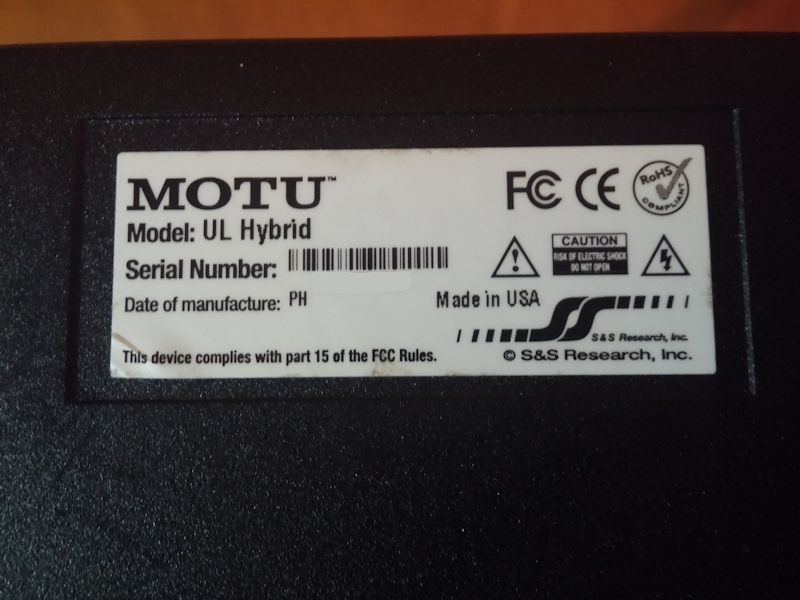 MOTU™
FC CE RoHS COMPLIANT
Model: UL Hybrid
Serial Number:
CAUTION
RISK OF ELECTRIC SHOCK
DO NOT OPEN
Date of manufacture: PH
Made in USA
S&S Research, Inc.
This device complies with part 15 of the FCC Rules.
© S&S Research, Inc.